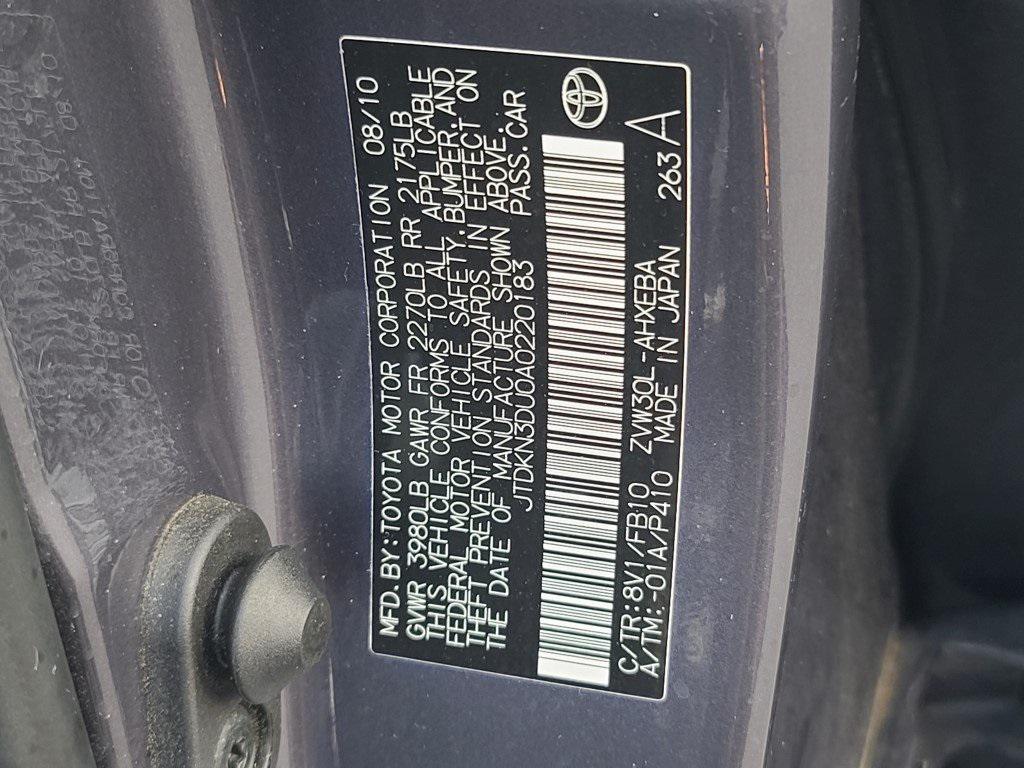 MFD.BY:TOYOTA MOTOR CORPORATION 08/10
GVWR 3980LB GAWR FR 2270LB RR 2175LB
THIS VEHICLE CONFORMS TO ALL APPLICABLE
FEDERAL MOTOR VEHICLE SAFETY.BUMPER.AND
THEFT PREVENTION STANDARDS IN EFFECT ON
THE DATE OF MANUFACTURE SHOWN ABOVE.
JTDKN3DU0A0220183 PASS.CAR
C/TR:8V1/FB10 ZVW30L-AHXEBA 263
A/TM:-01A/P410 MADE IN JAPAN A